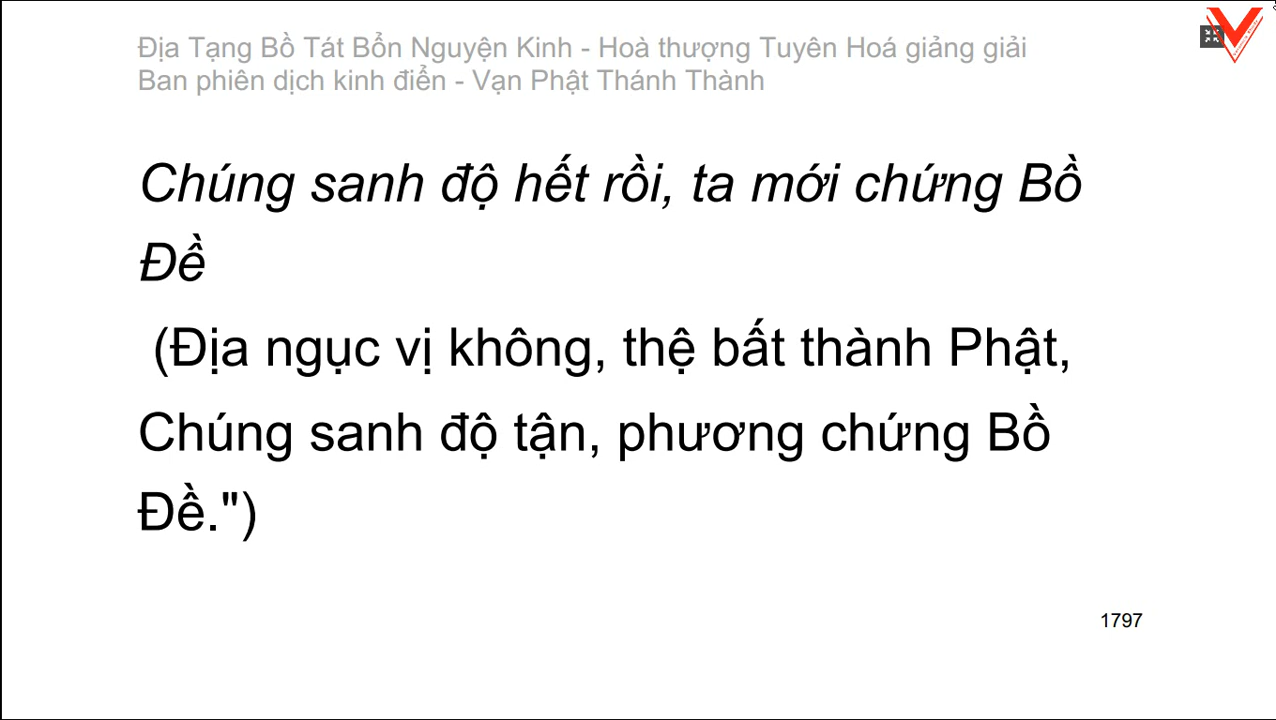 Địa Tạng Bồ Tát Bổn Nguyện Kinh - Hoà thượng Tuyên Hoá giảng giải
Ban phiên dịch kinh điển - Vạn Phật Thánh Thành
Chúng sanh độ hết rồi, ta mới chứng Bồ
Đề
(Địa ngục vị không, thệ bất thành Phật,
Chúng sanh độ tận, phương chứng Bồ
Đề.")
1797